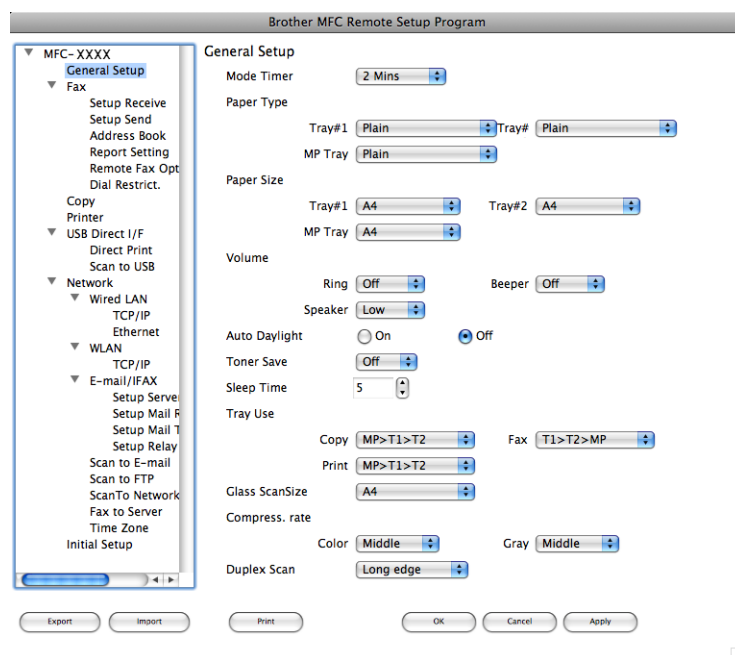 Brother MFC Remote Setup Program
MFC-XXXX
General Setup
Fax
Setup Receive
Setup Send
Address Book
Report Setting
Remote Fax Opt
Dial Restrict.
Copy
Printer
USB Direct I/F
Direct Print
Scan to USB
Network
Wired LAN
TCP/IP
Ethernet
WLAN
TCP/IP
E-mail/IFAX
Setup Server
Setup Mail R
Setup Mail T
Setup Relay
Scan to E-mail
Scan to FTP
ScanTo Network
Fax to Server
Time Zone
Initial Setup
General Setup
Mode Timer 2 Mins
Paper Type
Tray#1 Plain Tray# Plain
MP Tray Plain
Paper Size
Tray#1 A4 Tray#2 A4
MP Tray A4
Volume
Ring Off Beeper Off
Speaker Low
Auto Daylight On Off
Toner Save Off
Sleep Time 5
Tray Use
Copy MP>T1>T2 Fax T1>T2>MP
Print MP>T1>T2
Glass ScanSize A4
Compress. rate
Color Middle Gray Middle
Duplex Scan Long edge
Export Import Print OK Cancel Apply